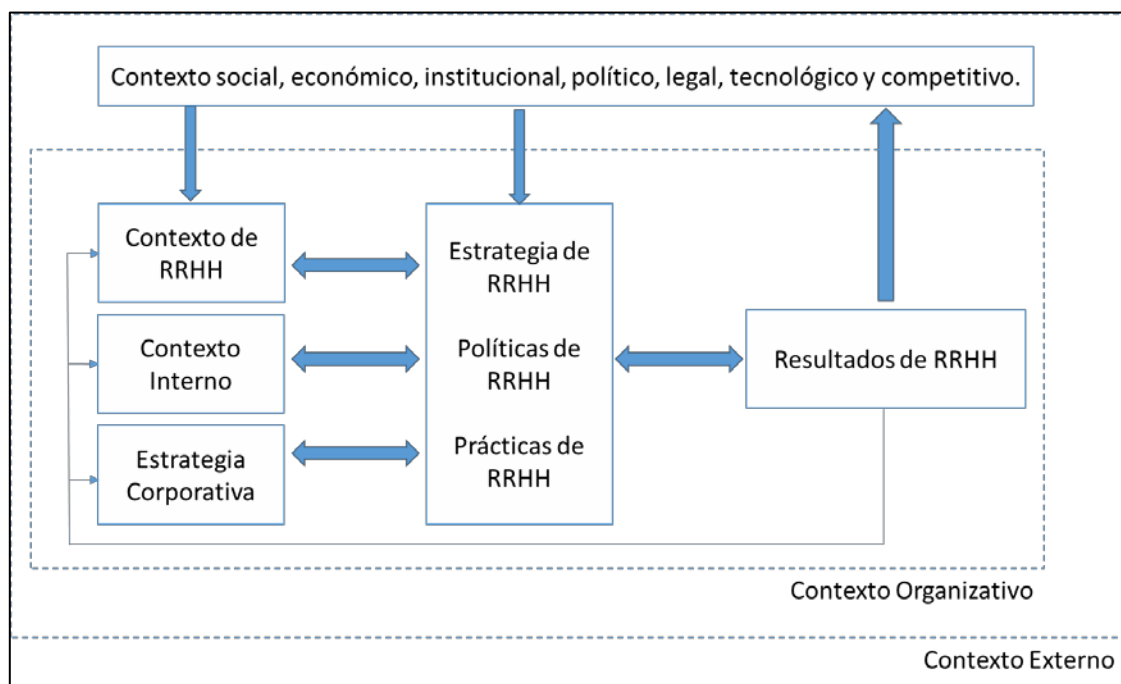 Contexto social, económico, institucional, político, legal, tecnológico y competitivo.
Contexto de
RRHH
Contexto
Interno
Estrategia
Corporativa
Estrategia de
RRHH
Políticas de
RRHH
Prácticas de
RRHH
Resultados de RRHH
Contexto Organizativo
Contexto Externo